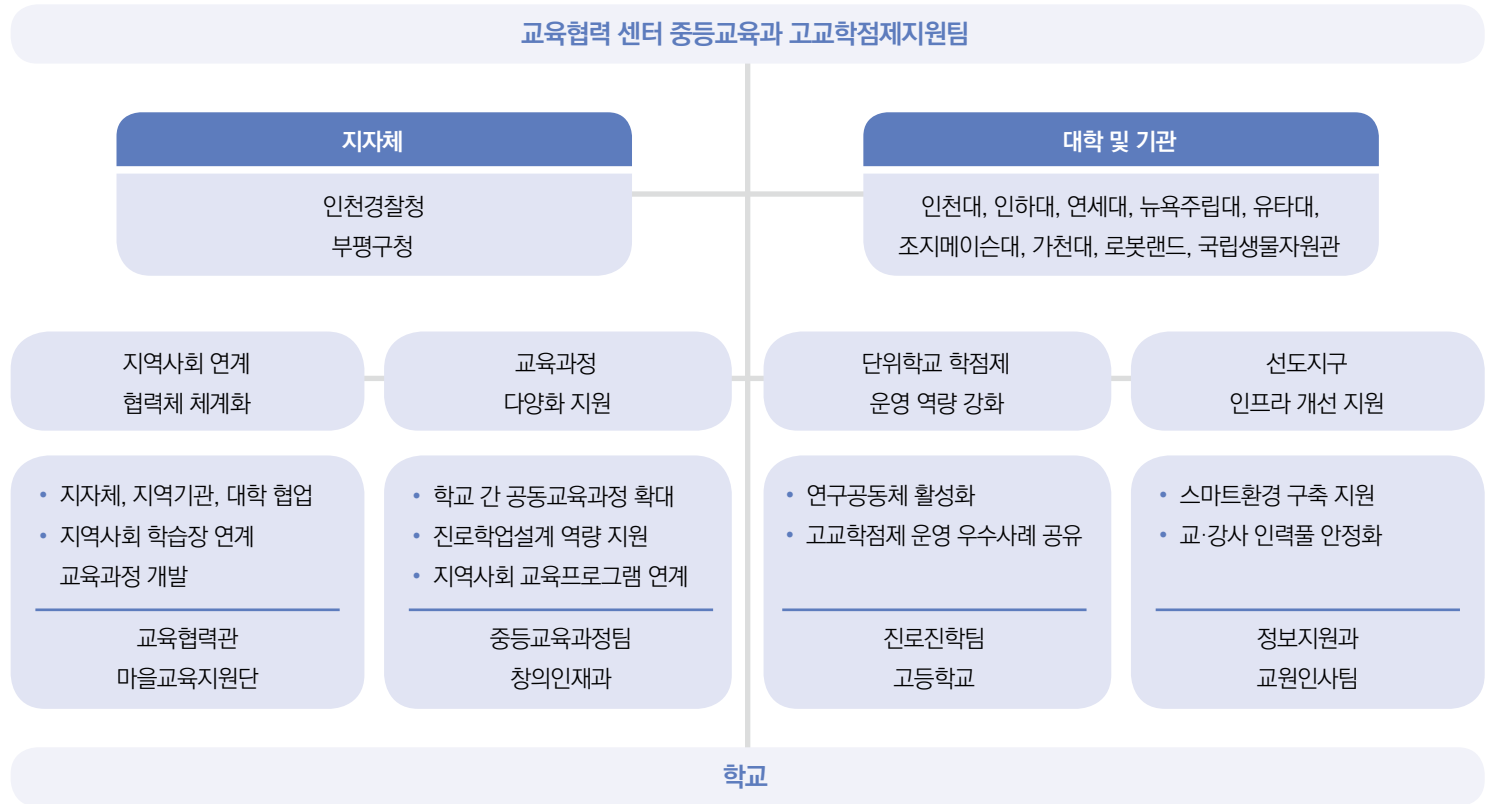 교육협력 센터 중등교육과 고교학점제지원팀
지자체
인천경찰청
부평구청
대학 및 기관
인천대, 인하대, 연세대, 뉴욕주립대, 유타대,
조지메이슨대, 가천대, 로봇랜드, 국립생물자원관
지역사회 연계
협력체 체계화
교육과정
다양화 지원
단위학교 학점제
운영 역량 강화
선도지구
인프라 개선 지원
• 지자체, 지역기관, 대학 협업
• 지역사회 학습장 연계
교육과정 개발
교육협력관
마을교육지원단
• 학교 간 공동교육과정 확대
• 진로학업설계 역량 지원
• 지역사회 교육프로그램 연계
중등교육과정팀
창의인재과
• 연구공동체 활성화
• 고교학점제 운영 우수사례 공유
진로진학팀
고등학교
• 스마트환경 구축 지원
• 교·강사 인력풀 안정화
정보지원과
교원인사팀
학교